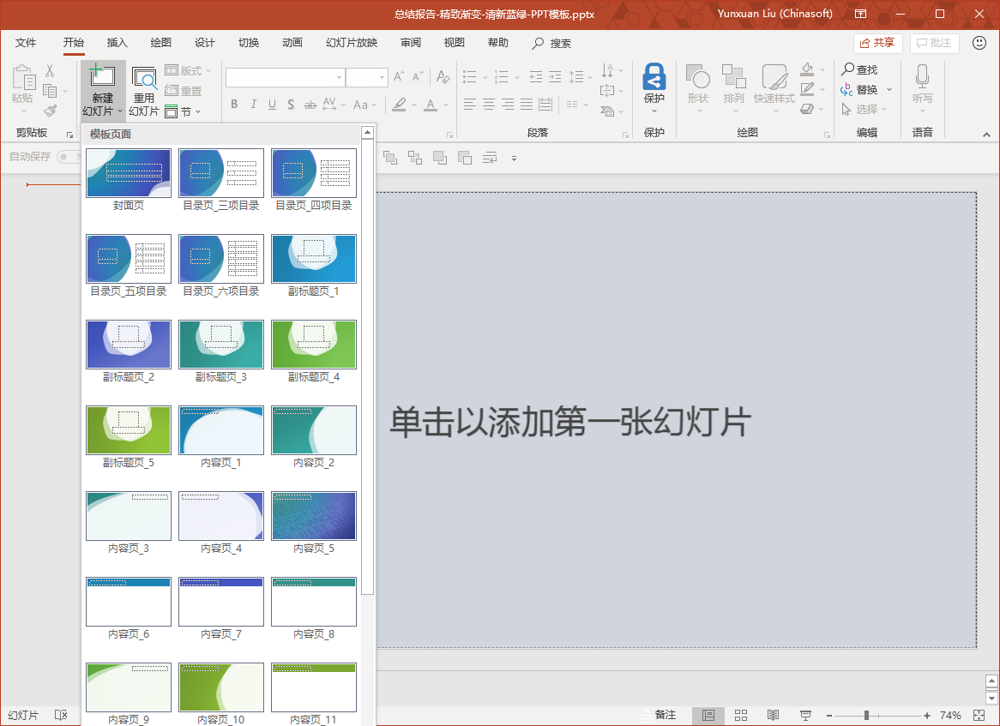 总结报告-精致渐变-清新蓝绿-PPT模板.pptx
Yunxuan Liu (Chinasoft)
文件 开始 插入 绘图 设计 切换 动画 幻灯片放映 审阅 视图 帮助 搜索 共享 批注
粘贴
新建
幻灯片
重用
幻灯片
版式
重置
节
B I U S ab AV Aa
A
保护
形状 排列 快速样式
查找
替换
选择
听写
剪贴板 段落 保护 绘图 编辑 语音
自动保存
模板页面
封面页 目录页_三项目录 目录页_四项目录
目录页_五项目录 目录页_六项目录 副标题页_1
副标题页_2 副标题页_3 副标题页_4
副标题页_5 内容页_1 内容页_2
内容页_3 内容页_4 内容页_5
内容页_6 内容页_7 内容页_8
内容页_9 内容页_10 内容页_11
单击以添加第一张幻灯片
幻灯片 备注 74%